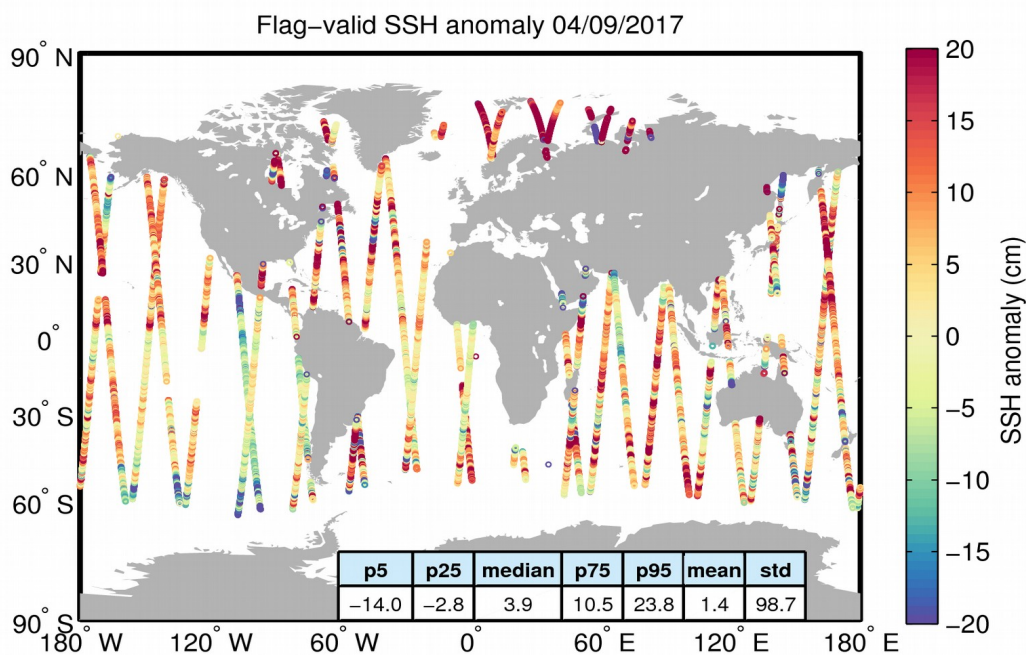 Flag−valid SSH anomaly 04/09/2017
90° N
60° N
30° N
0°
30° S
60° S
90° S
180° W 120° W 60° W 0° 60° E 120° E 180° E
p5 p25 median p75 p95 mean std
−14.0 −2.8 3.9 10.5 23.8 1.4 98.7
20
15
10
5
0
−5
−10
−15
−20
SSH anomaly (cm)